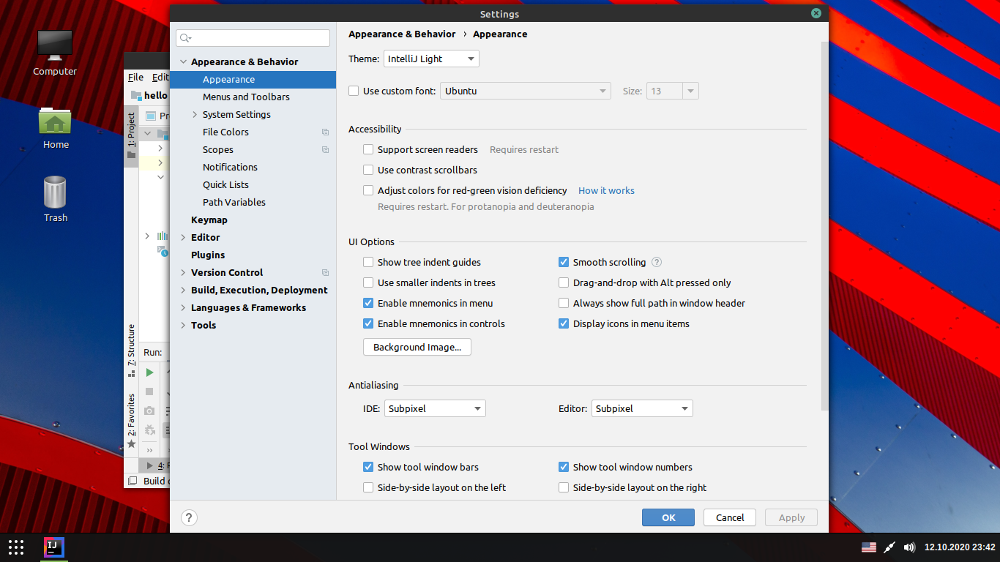 Settings
Computer
Home
Trash
File Edit
hello
1: Project
7: Structure
Run:
2: Favorites
4:
Build
Appearance & Behavior
Appearance
Menus and Toolbars
System Settings
File Colors
Scopes
Notifications
Quick Lists
Path Variables
Keymap
Editor
Plugins
Version Control
Build, Execution, Deployment
Languages & Frameworks
Tools
Appearance & Behavior › Appearance
Theme: IntelliJ Light
Use custom font: Ubuntu Size: 13
Accessibility
Support screen readers Requires restart
Use contrast scrollbars
Adjust colors for red-green vision deficiency How it works
Requires restart. For protanopia and deuteranopia
UI Options
Show tree indent guides Smooth scrolling ?
Use smaller indents in trees Drag-and-drop with Alt pressed only
Enable mnemonics in menu Always show full path in window header
Enable mnemonics in controls Display icons in menu items
Background Image...
Antialiasing
IDE: Subpixel Editor: Subpixel
Tool Windows
Show tool window bars Show tool window numbers
Side-by-side layout on the left Side-by-side layout on the right
? OK Cancel Apply
IJ
12.10.2020 23:42